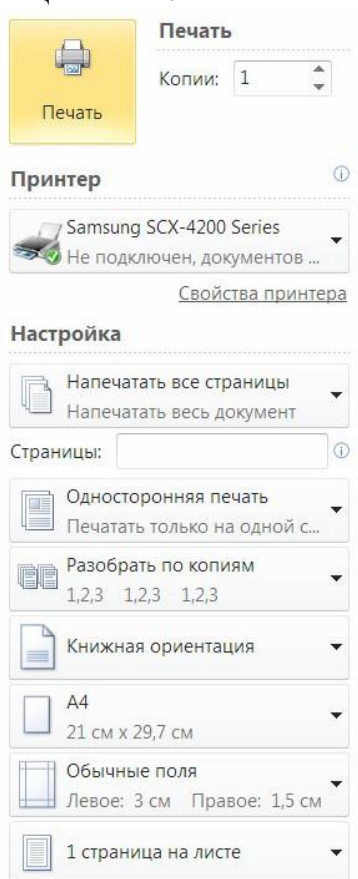 Печать
Копии: 1
Печать
Принтер
Samsung SCX-4200 Series
Не подключен, документов ...
Свойства принтера
Настройка
Напечатать все страницы
Напечатать весь документ
Страницы:
Односторонняя печать
Печатать только на одной с...
Разобрать по копиям
1,2,3 1,2,3 1,2,3
Книжная ориентация
A4
21 см x 29,7 см
Обычные поля
Левое: 3 см Правое: 1,5 см
1 страница на листе